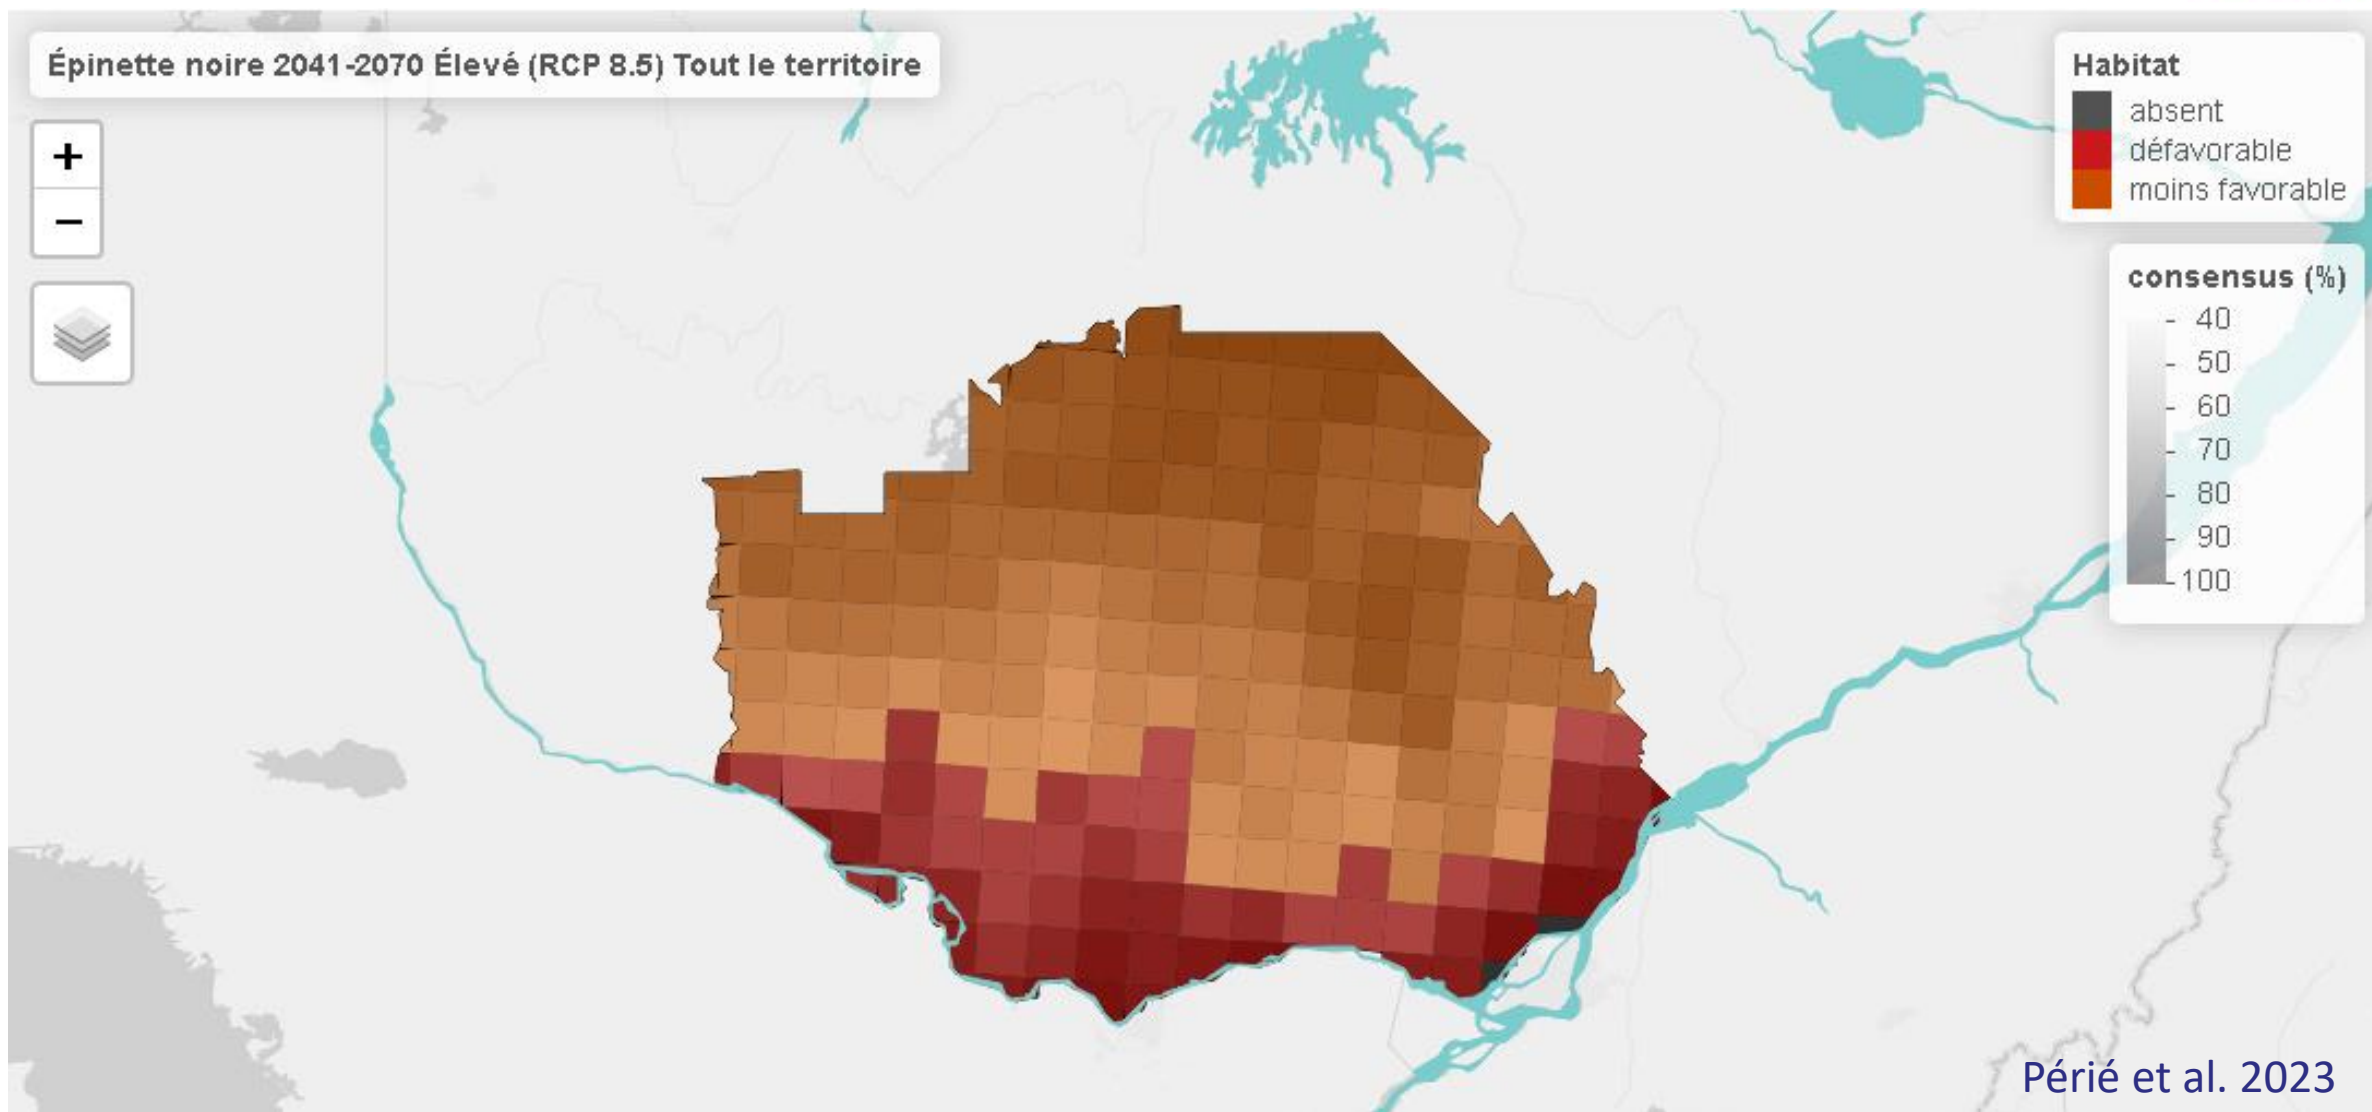 Épinette noire 2041-2070 Élevé (RCP 8.5) Tout le territoire
+
−
Habitat
absent
défavorable
moins favorable
consensus (%)
40
50
60
70
80
90
100
Périé et al. 2023